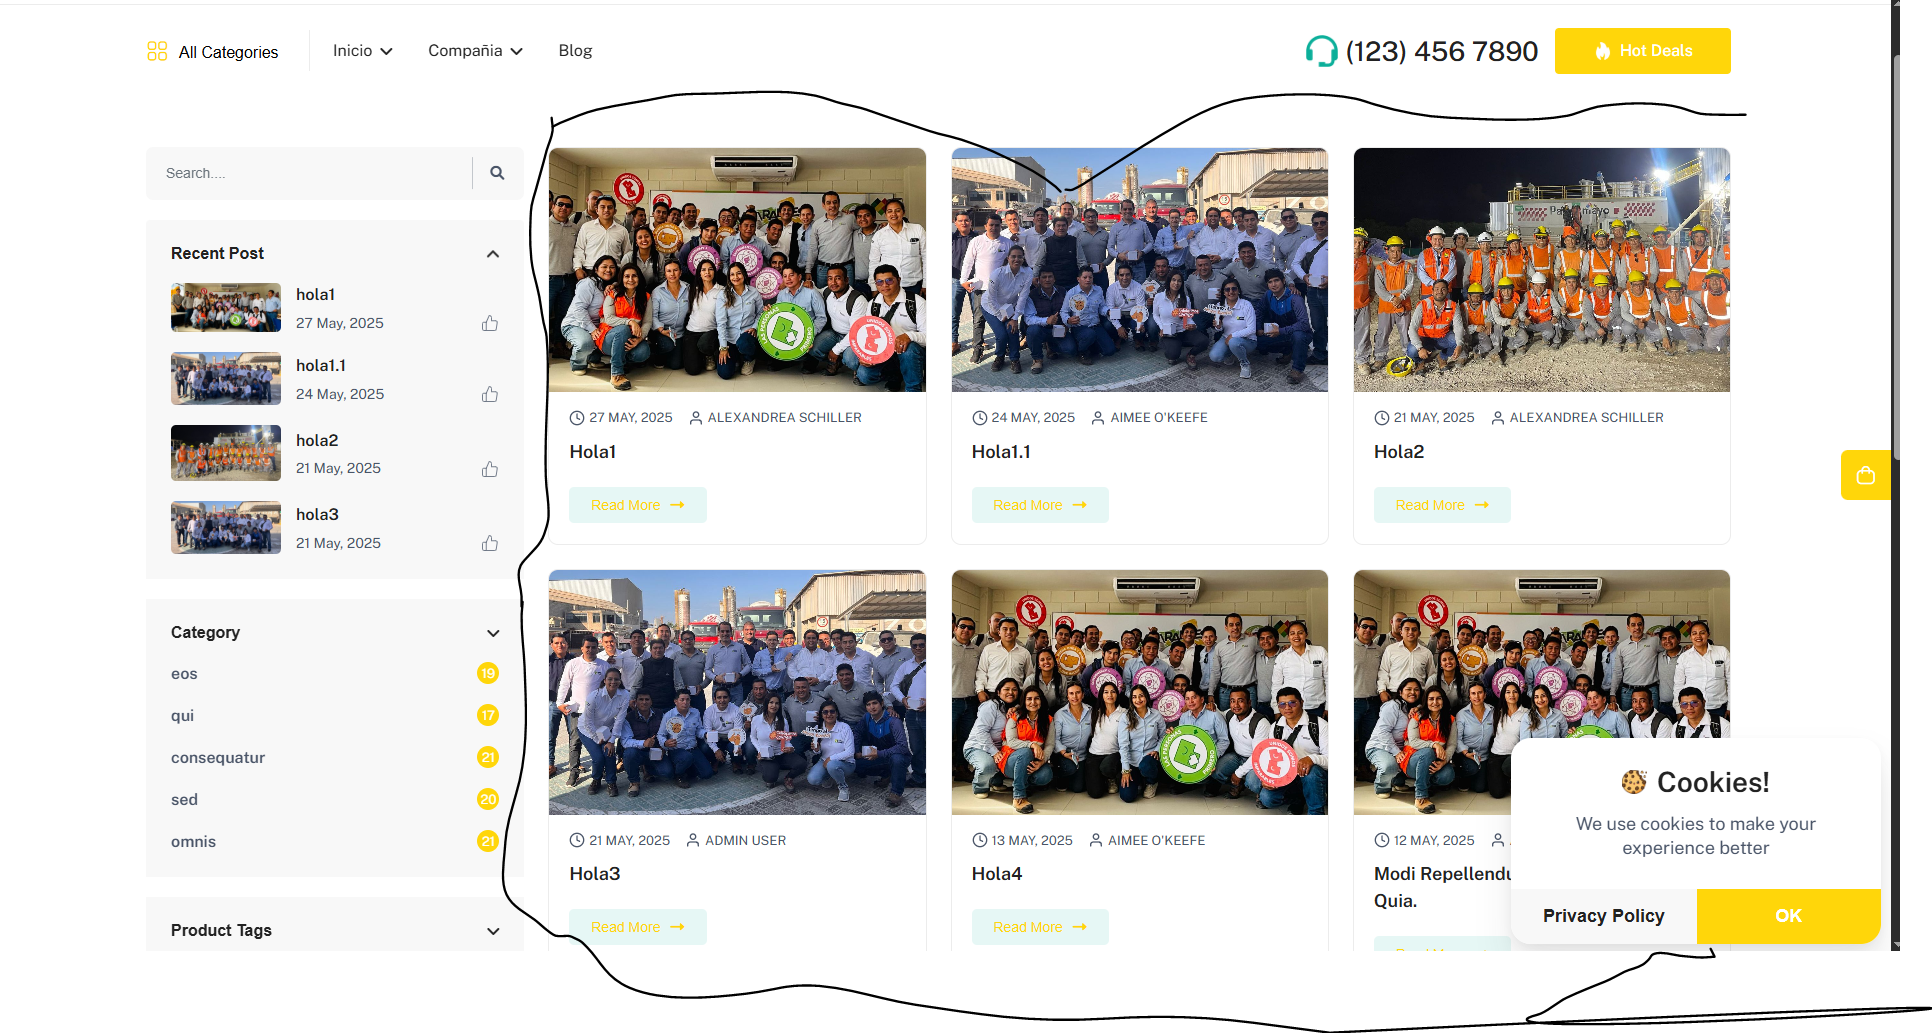 All Categories
Inicio
Compañia
Blog
(123) 456 7890
Hot Deals
Search....
Recent Post
hola1
27 May, 2025
hola1.1
24 May, 2025
hola2
21 May, 2025
hola3
21 May, 2025
Category
eos 19
qui 17
consequatur 21
sed 20
omnis 21
Product Tags
27 MAY, 2025 ALEXANDREA SCHILLER
Hola1
Read More
24 MAY, 2025 AIMEE O'KEEFE
Hola1.1
Read More
21 MAY, 2025 ALEXANDREA SCHILLER
Hola2
Read More
21 MAY, 2025 ADMIN USER
Hola3
Read More
13 MAY, 2025 AIMEE O'KEEFE
Hola4
Read More
12 MAY, 2025
Modi Repellendu
Quia.
Cookies!
We use cookies to make your
experience better
Privacy Policy
OK